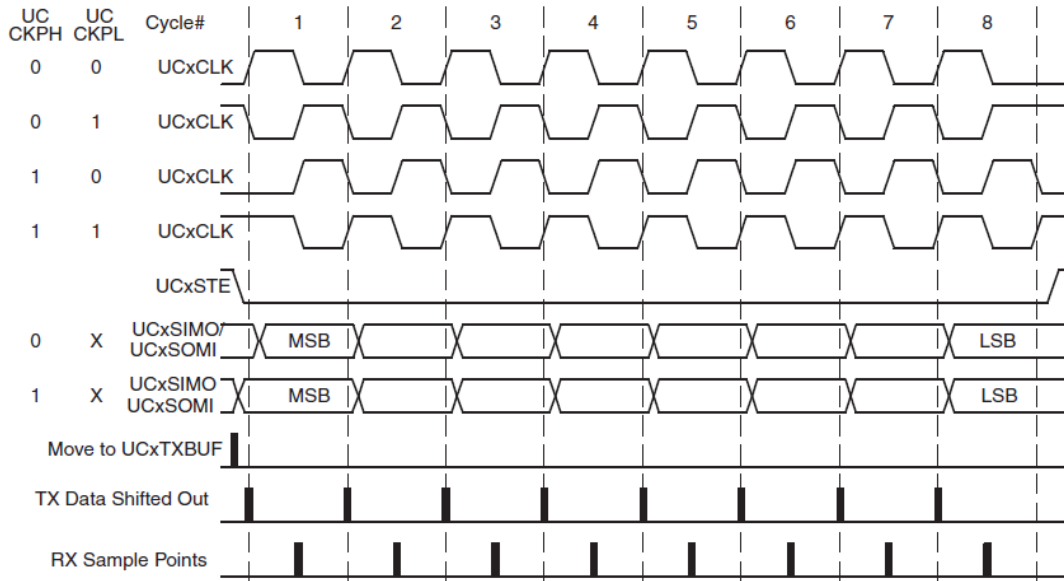 UC UC
CKPH CKPL Cycle# 1 2 3 4 5 6 7 8
0 0 UCxCLK
0 1 UCxCLK
1 0 UCxCLK
1 1 UCxCLK
UCxSTE
0 X UCxSIMO/
UCxSOMI MSB LSB
1 X UCxSIMO
UCxSOMI MSB LSB
Move to UCxTXBUF
TX Data Shifted Out
RX Sample Points